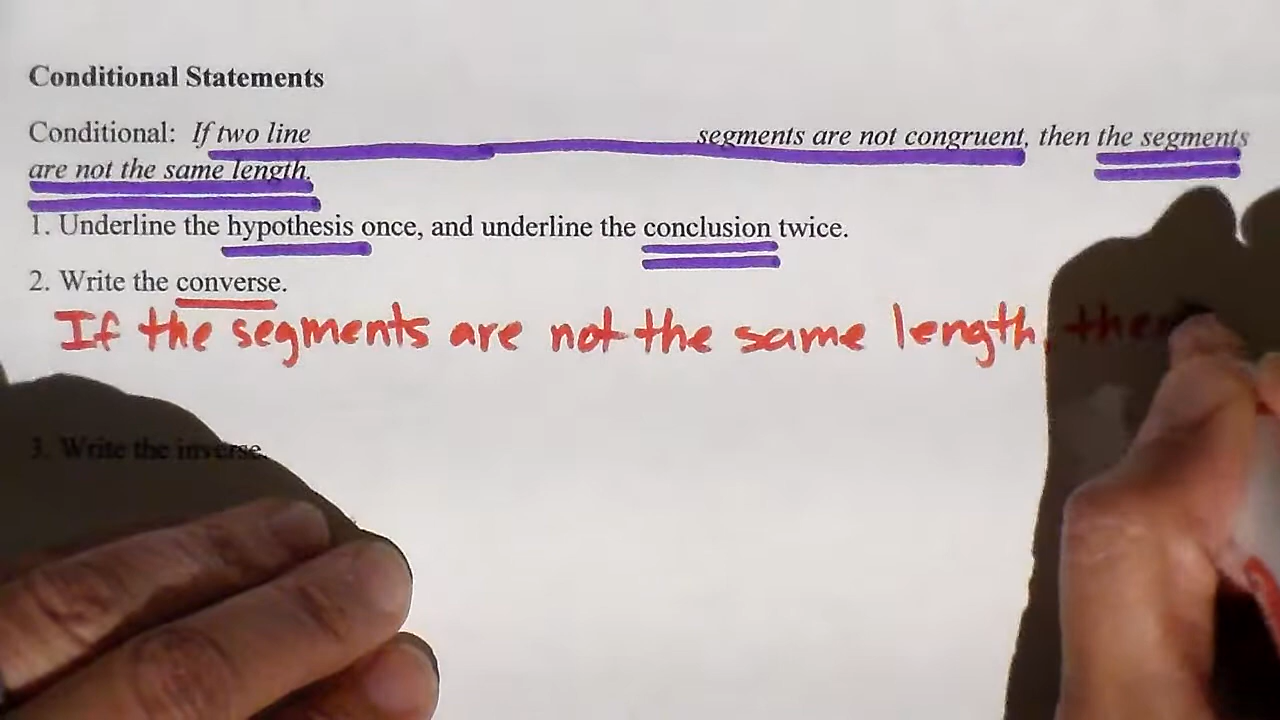 Conditional Statements
Conditional: If two line segments are not congruent, then the segments
are not the same length.
1. Underline the hypothesis once, and underline the conclusion twice.
2. Write the converse.
If the segments are not the same length, then
3. Write the inverse.